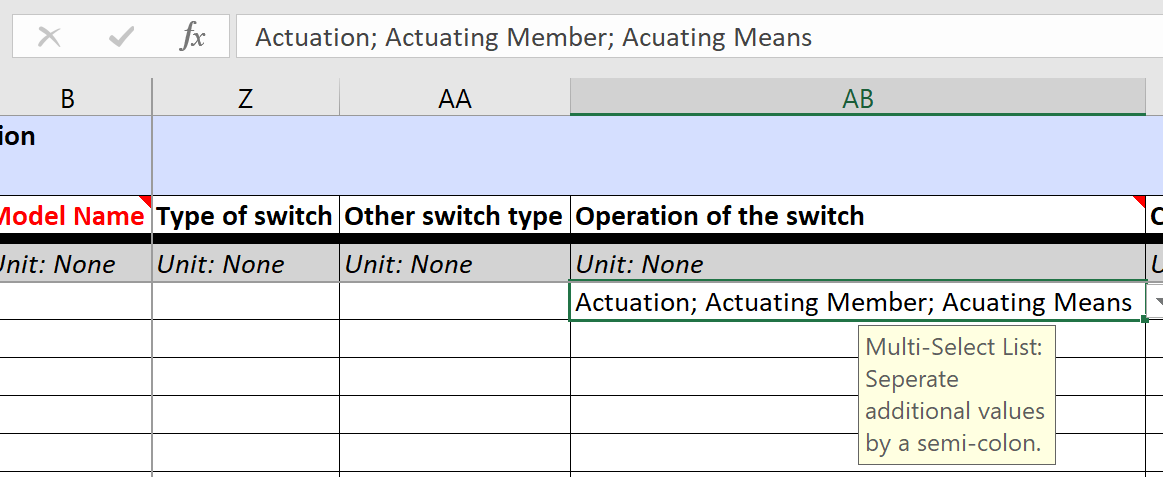 fx Actuation; Actuating Member; Acuating Means
B Z AA AB
ion
Model Name Type of switch Other switch type Operation of the switch
Unit: None Unit: None Unit: None Unit: None
Actuation; Actuating Member; Acuating Means
Multi-Select List:
Seperate
additional values
by a semi-colon.